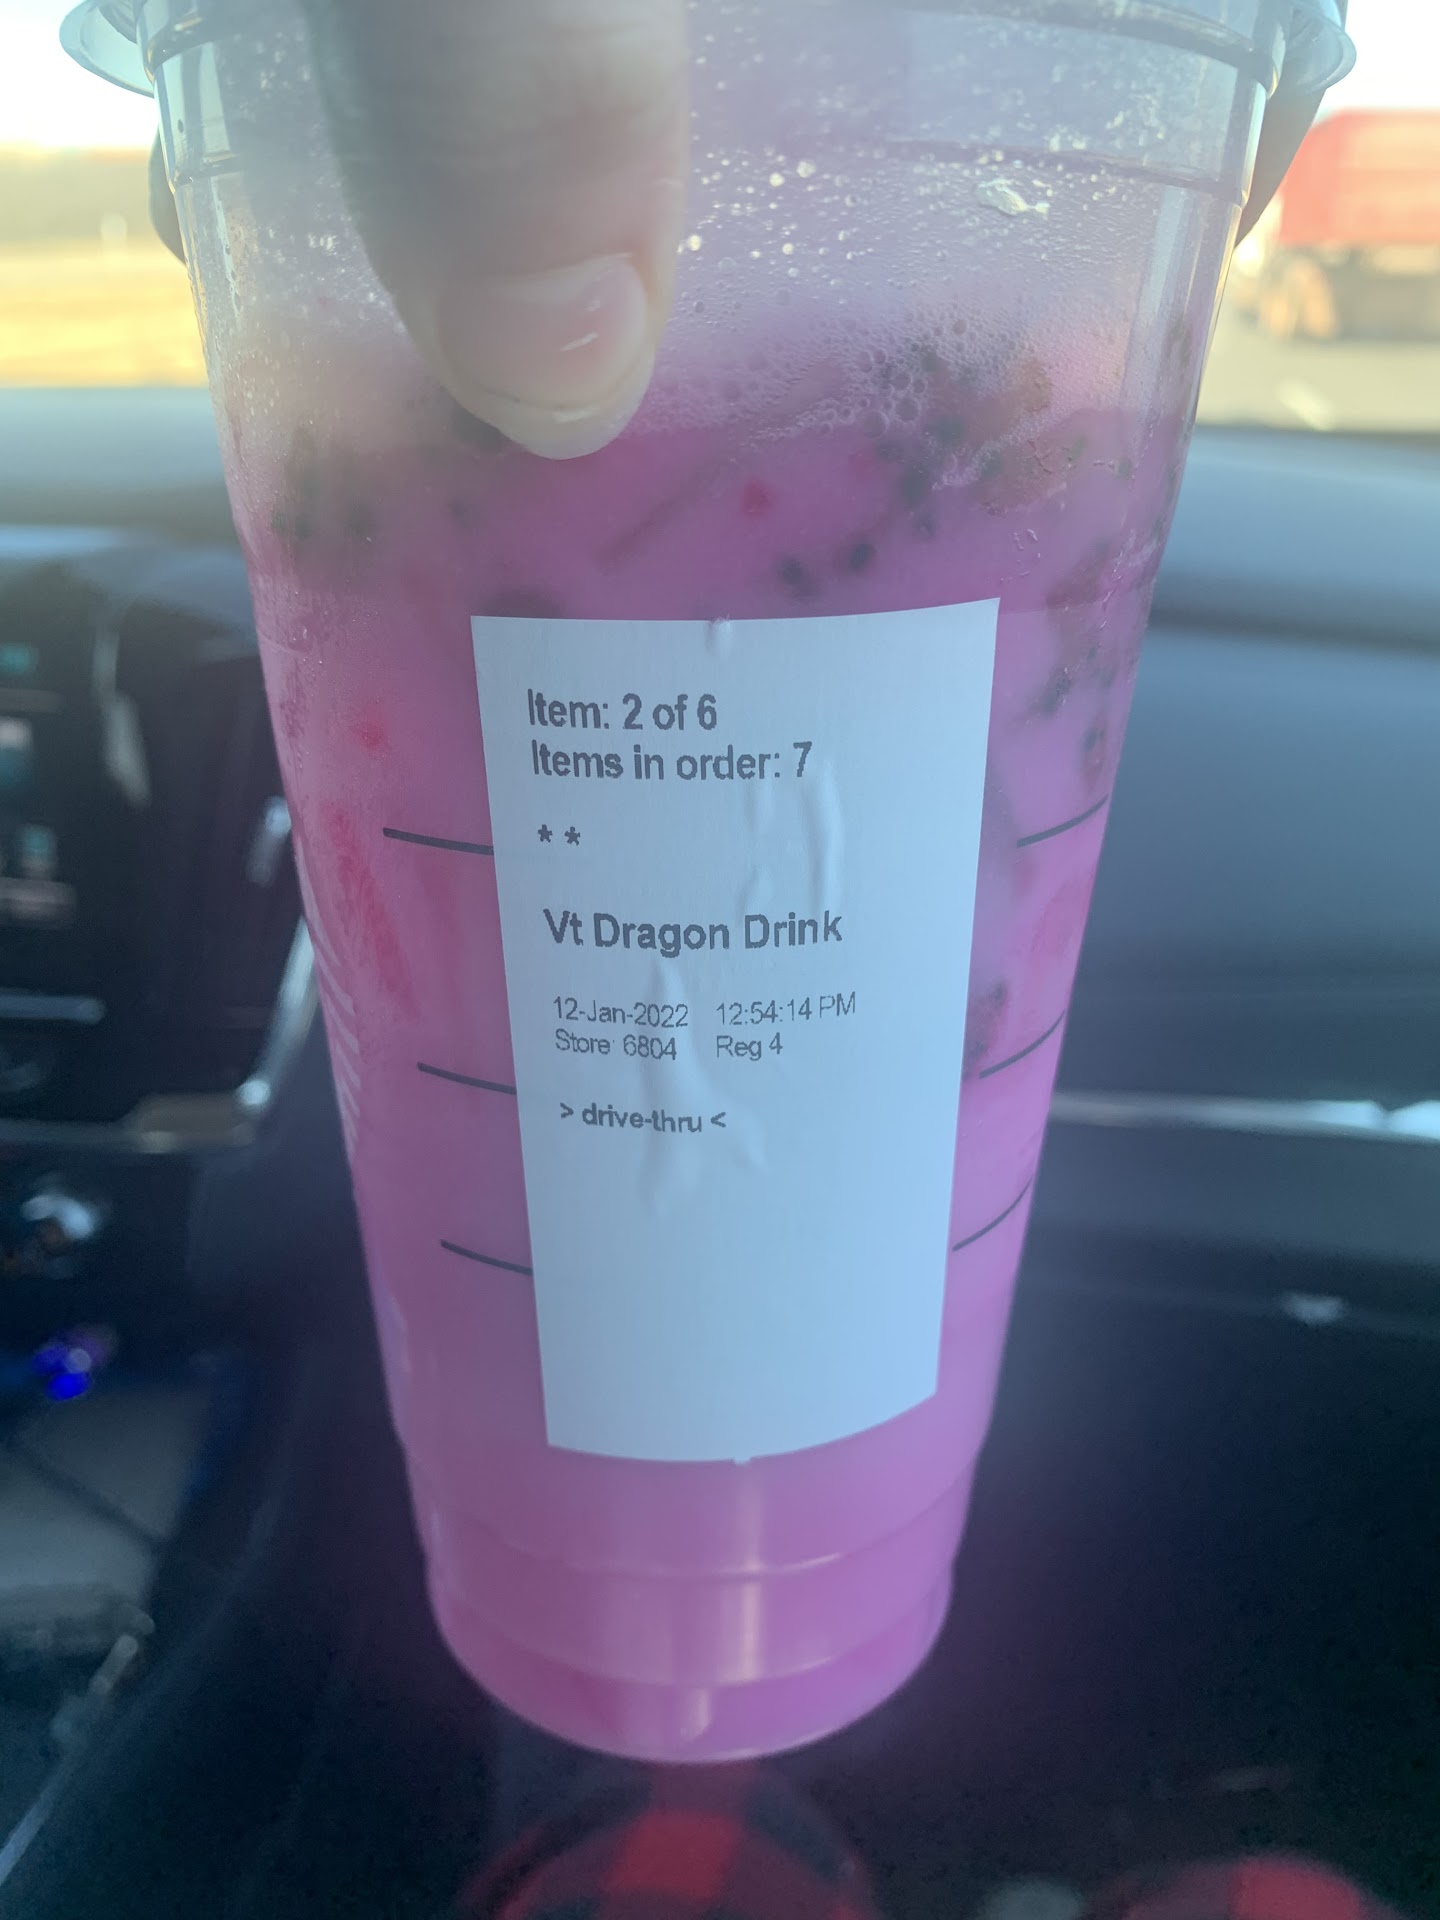 Item: 2 of 6
Items in order: 7
* *
Vt Dragon Drink
12-Jan-2022 12:54:14 PM
Store: 6804 Reg 4
> drive-thru <